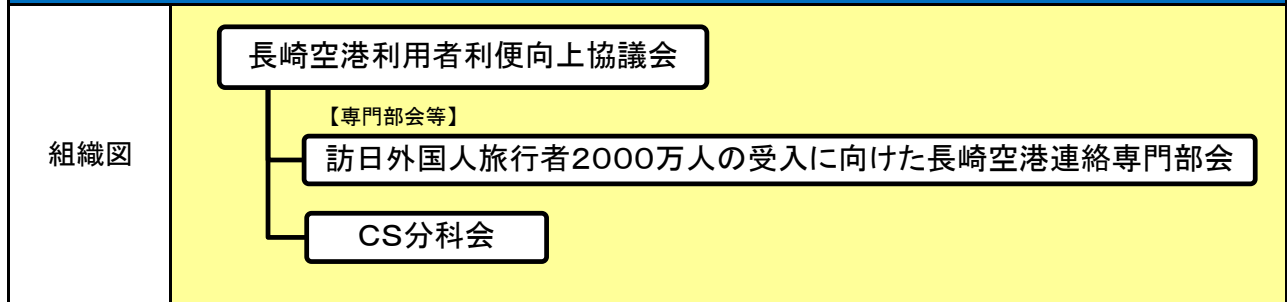 組織図
長崎空港利用者利便向上協議会
【専門部会等】
訪日外国人旅行者2000万人の受入に向けた長崎空港連絡専門部会
CS分科会